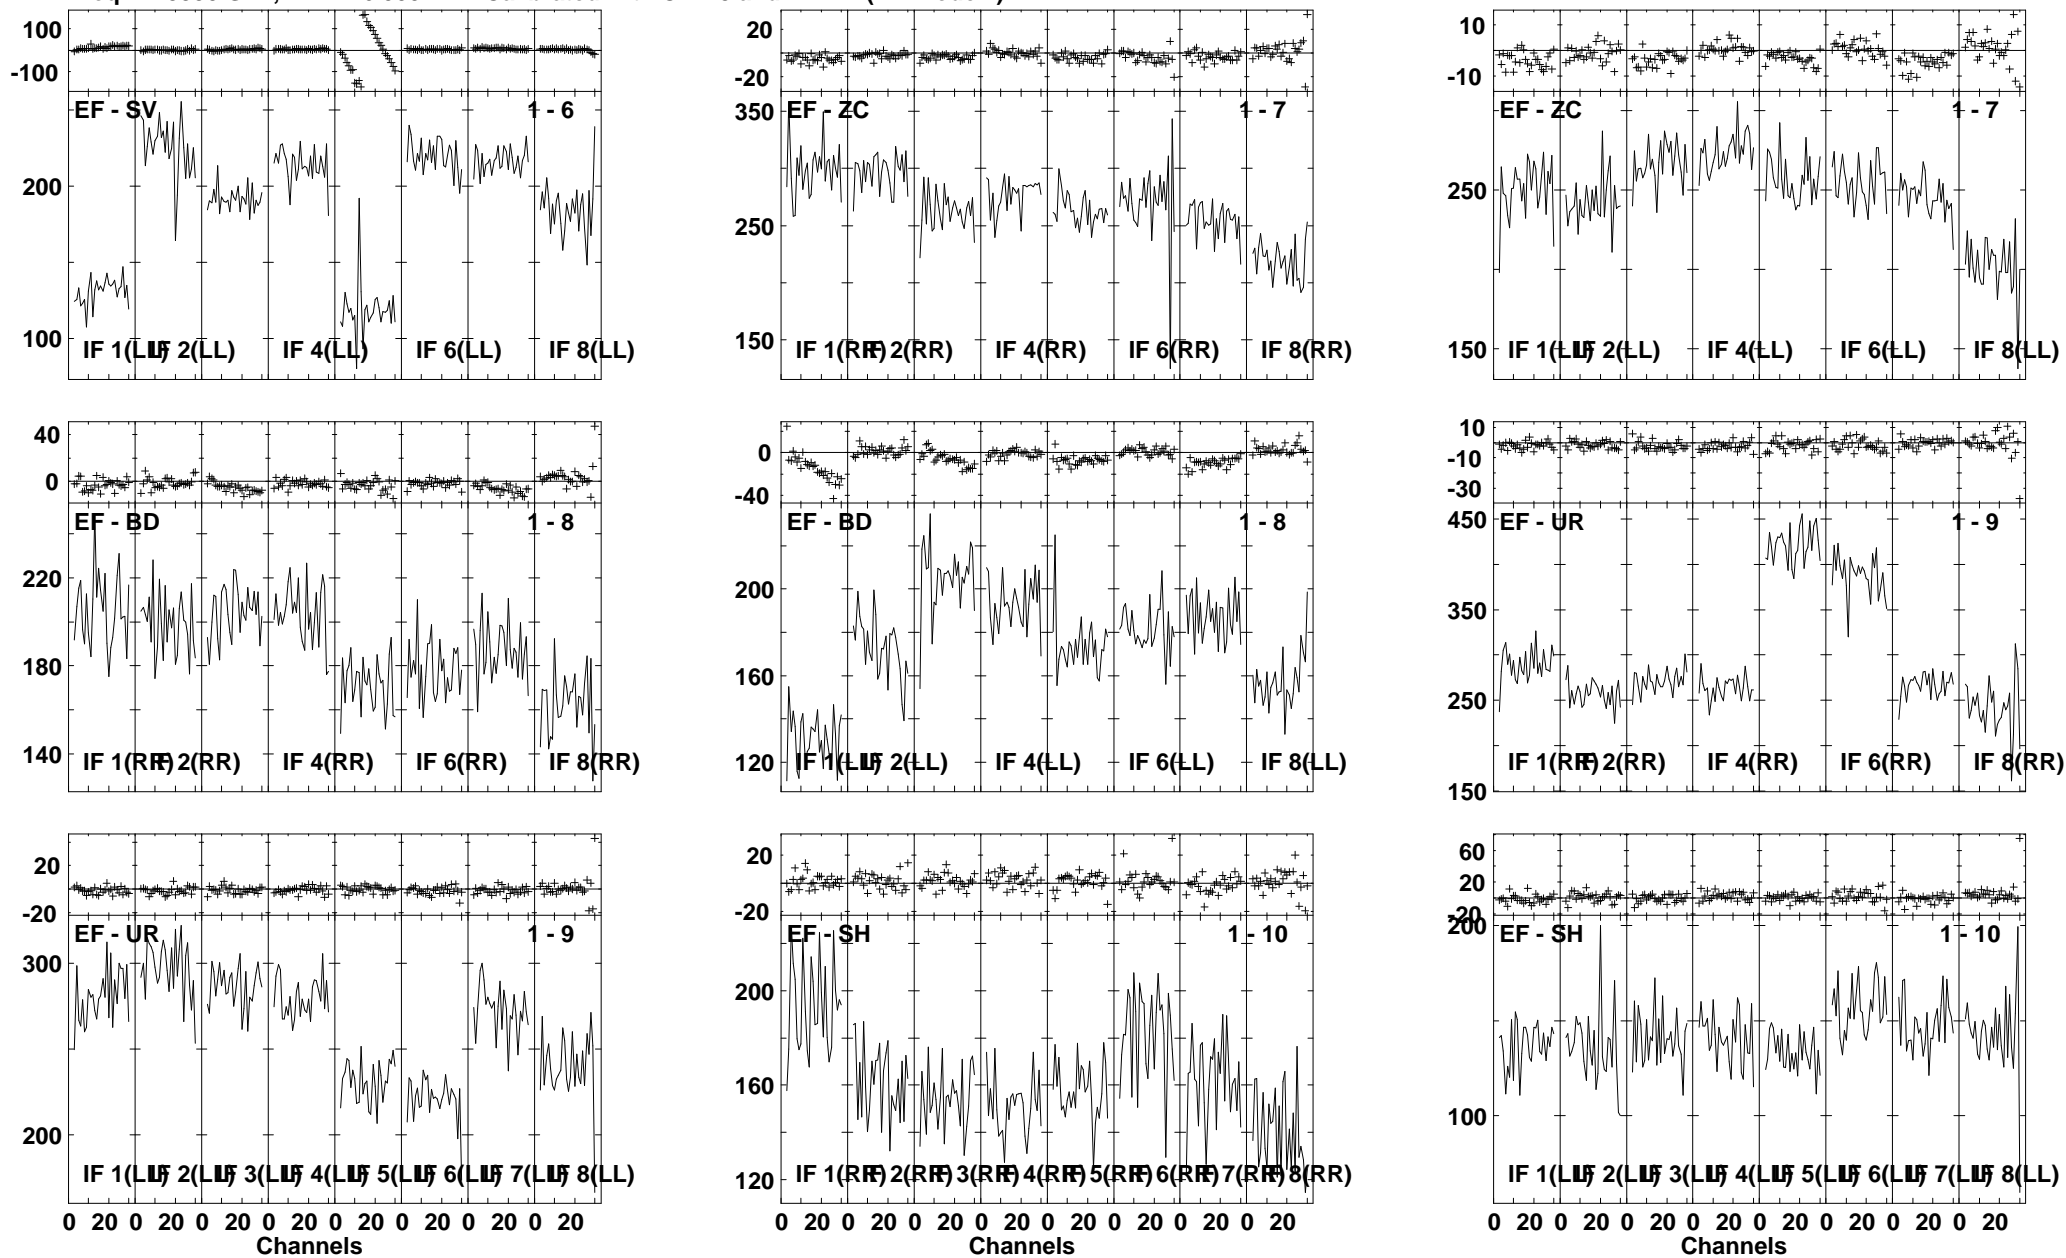 100
-100
EF - SV 1 - 6
200
100
IF 1(LL) IF 2(LL) IF 4(LL) IF 6(LL) IF 8(LL)
20
-20
EF - ZC 1 - 7
350
250
150
IF 1(RR) IF 2(RR) IF 4(RR) IF 6(RR) IF 8(RR)
10
-10
EF - ZC 1 - 7
250
150
IF 1(LL) IF 2(LL) IF 4(LL) IF 6(LL) IF 8(LL)
40
0
EF - BD 1 - 8
220
180
140
IF 1(RR) IF 2(RR) IF 4(RR) IF 6(RR) IF 8(RR)
0
-40
EF - BD 1 - 8
200
160
120
IF 1(LL) IF 2(LL) IF 4(LL) IF 6(LL) IF 8(LL)
10
-10
-30
EF - UR 1 - 9
450
350
250
150
IF 1(RR) IF 2(RR) IF 4(RR) IF 6(RR) IF 8(RR)
20
-20
EF - UR 1 - 9
300
200
IF 1(LL) IF 2(LL) IF 3(LL) IF 4(LL) IF 5(LL) IF 6(LL) IF 7(LL) IF 8(LL)
0 20 0 20 0 20 0 20 0 20 0 20 0 20 0 20
Channels
20
-20
EF - SH 1 - 10
200
160
120
IF 1(RR) IF 2(RR) IF 3(RR) IF 4(RR) IF 5(RR) IF 6(RR) IF 7(RR) IF 8(RR)
0 20 0 20 0 20 0 20 0 20 0 20 0 20 0 20
Channels
60
20
-20
EF - SH 1 - 10
200
100
IF 1(LL) IF 2(LL) IF 3(LL) IF 4(LL) IF 5(LL) IF 6(LL) IF 7(LL) IF 8(LL)
0 20 0 20 0 20 0 20 0 20 0 20 0 20 0 20
Channels